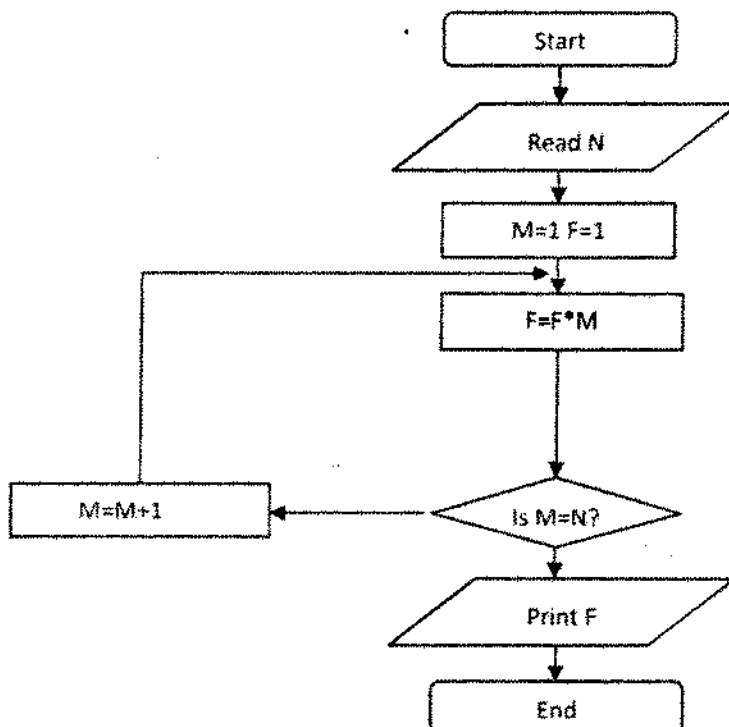 Start
Read N
M=1 F=1
F=F*M
Is M=N?
M=M+1
Print F
End